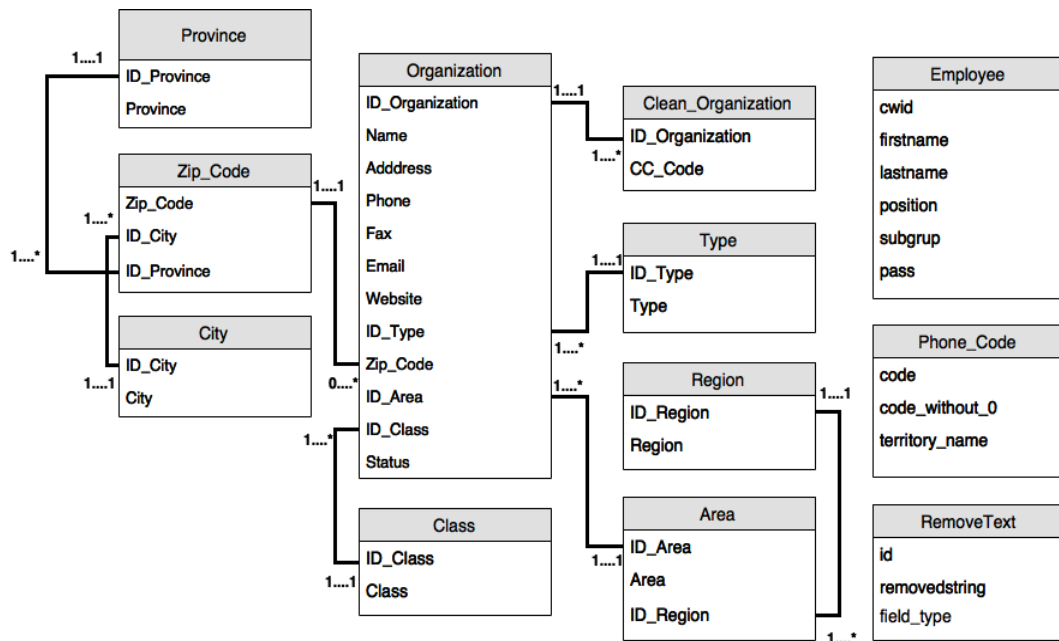 Province
1....1
ID_Province
Province
Zip_Code
1....1
Zip_Code
1....*
ID_City
1....*
ID_Province
City
ID_City
1....1
City
Organization
ID_Organization
Name
Adddress
Phone
Fax
Email
Website
ID_Type
Zip_Code
0....*
ID_Area
ID_Class
1....*
Status
Class
ID_Class
1....1
Class
1....1
Clean_Organization
ID_Organization
1....*
CC_Code
Type
1....1
ID_Type
Type
1....*
Region
1....*
1....1
ID_Region
Region
Area
ID_Area
1....1
Area
ID_Region
1....*
Employee
cwid
firstname
lastname
position
subgrup
pass
Phone_Code
code
code_without_0
territory_name
RemoveText
id
removedstring
field_type